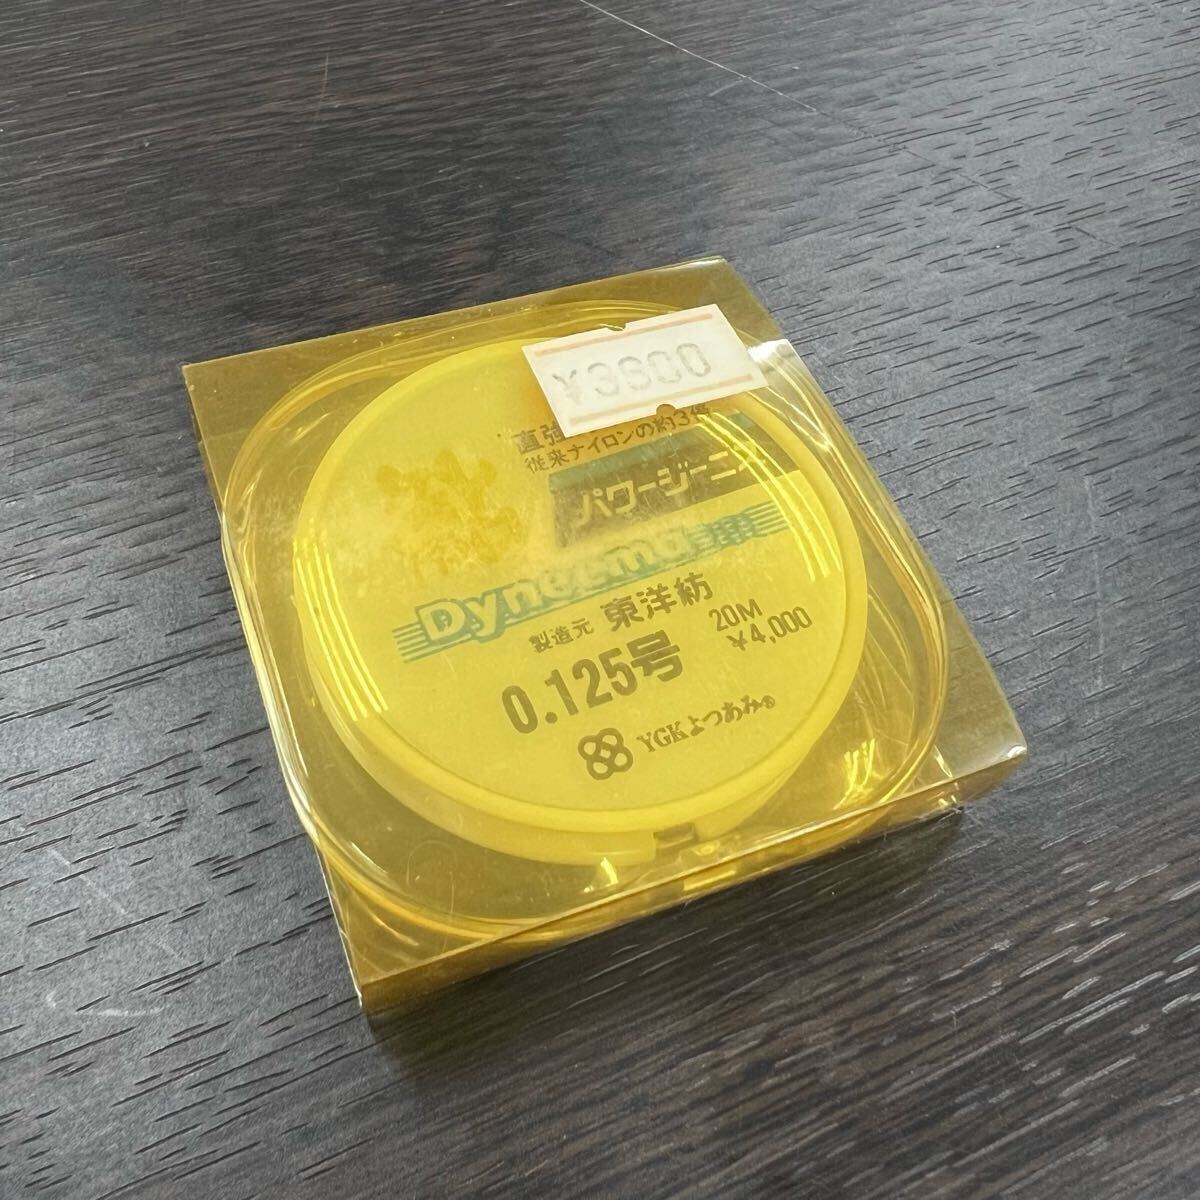 ¥3800
直強
従来ナイロンの約3倍
パワージーニ
Dyneema
製造元 東洋紡
20M
¥4,000
0.125号
YGKよつあみ®